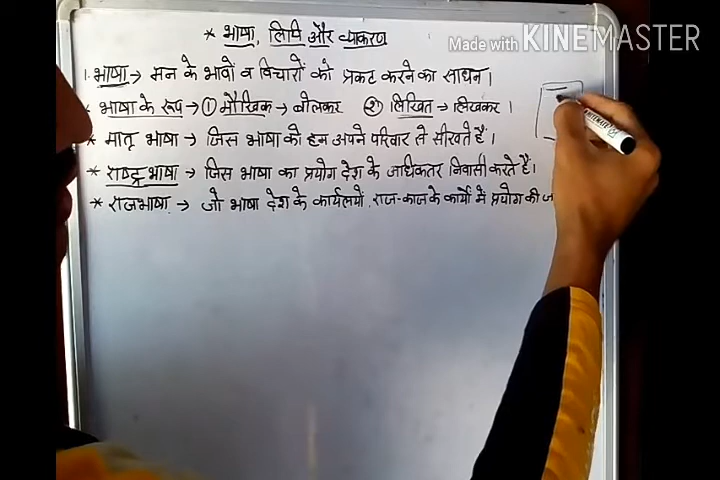 * भाषा, लिपि और व्याकरण
Made with KINEMASTER
1. भाषा → मन के भावों व विचारों को प्रकट करने का साधन।
* भाषा के रूप → ① मौखिक → बोलकर ② लिखित → लिखकर।
* मातृ भाषा → जिस भाषा को हम अपने परिवार से सीखते हैं।
* राष्ट्र भाषा → जिस भाषा का प्रयोग देश के अधिकतर निवासी करते हैं।
* राजभाषा → जो भाषा देश के कार्यलयों, राज-काज के कार्यो में प्रयोग की